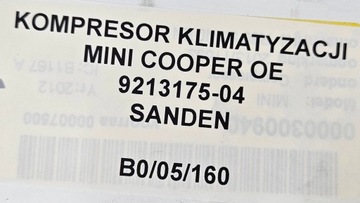 KOMPRESOR KLIMATYZACJI
MINI COOPER OE
9213175-04
SANDEN
B0/05/160